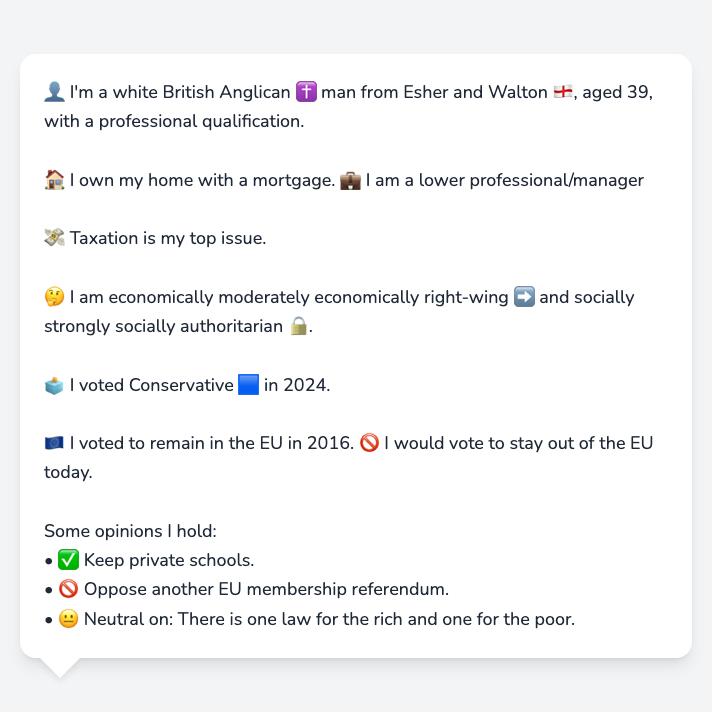 👤 I'm a white British Anglican ✝️ man from Esher and Walton 🏴󠁧󠁢󠁥󠁮󠁧󠁿, aged 39,
with a professional qualification.
🏠 I own my home with a mortgage. 💼 I am a lower professional/manager
💸 Taxation is my top issue.
🤔 I am economically moderately economically right-wing ➡️ and socially
strongly socially authoritarian 🔒.
🗳️ I voted Conservative 🟦 in 2024.
🇪🇺 I voted to remain in the EU in 2016. 🚫 I would vote to stay out of the EU
today.
Some opinions I hold:
• ✅ Keep private schools.
• 🚫 Oppose another EU membership referendum.
• 😐 Neutral on: There is one law for the rich and one for the poor.